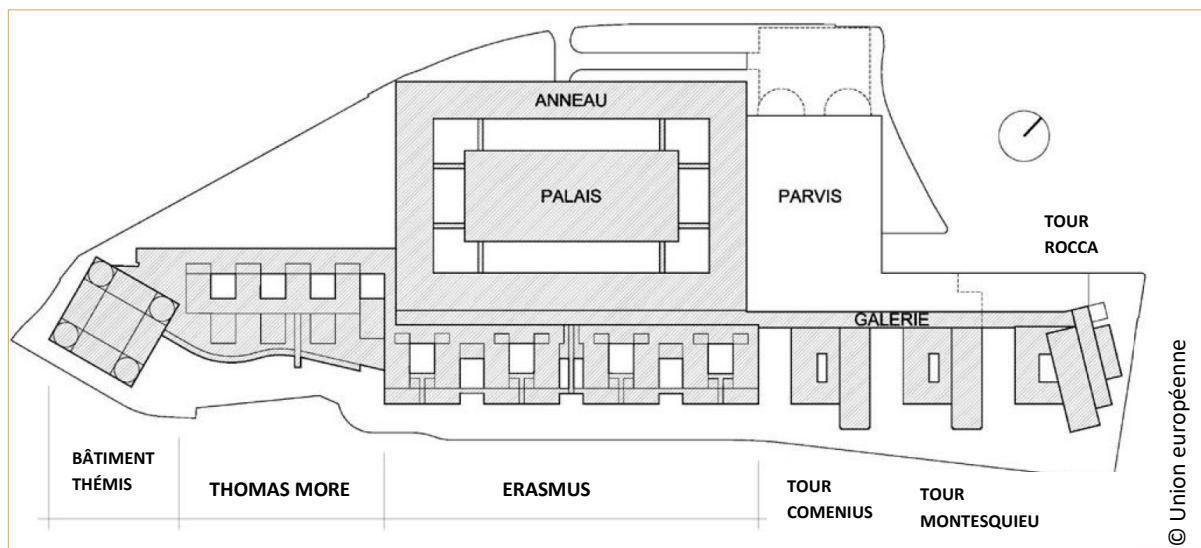 ANNEAU
PALAIS
PARVIS
TOUR
ROCCA
GALERIE
BÂTIMENT
THÉMIS
THOMAS MORE
ERASMUS
TOUR
COMENIUS
TOUR
MONTESQUIEU
© Union européenne